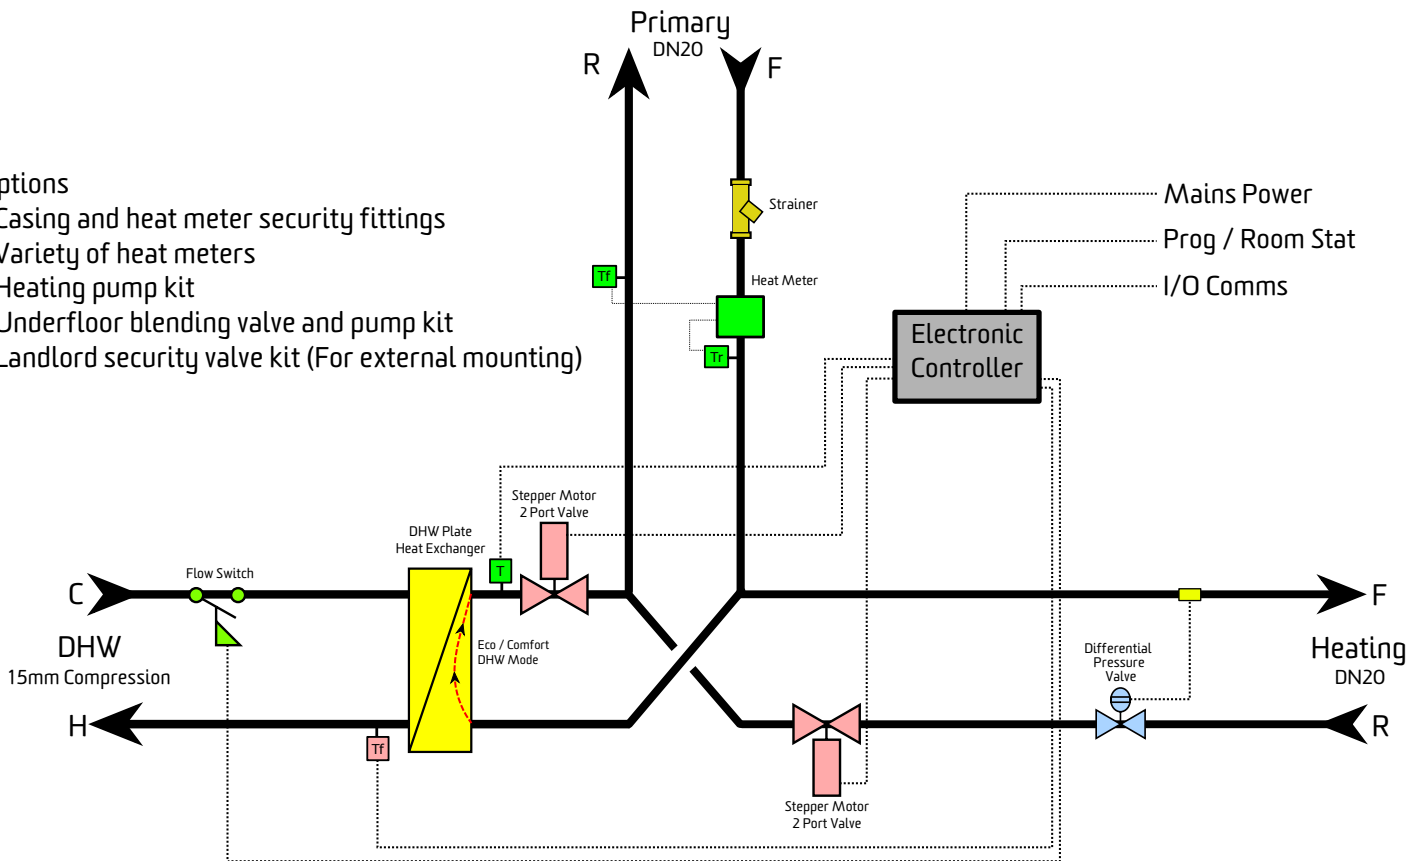 Primary
DN20
R
F
ptions
Casing and heat meter security fittings
Variety of heat meters
Heating pump kit
Underfloor blending valve and pump kit
Landlord security valve kit (For external mounting)
Strainer
Heat Meter
Tf
Tr
Mains Power
Prog / Room Stat
I/O Comms
Electronic
Controller
Stepper Motor
2 Port Valve
DHW Plate
Heat Exchanger
T
Flow Switch
C
DHW
15mm Compression
H
Eco / Comfort
DHW Mode
Tf
F
Differential
Pressure
Valve
Heating
DN20
R
Stepper Motor
2 Port Valve